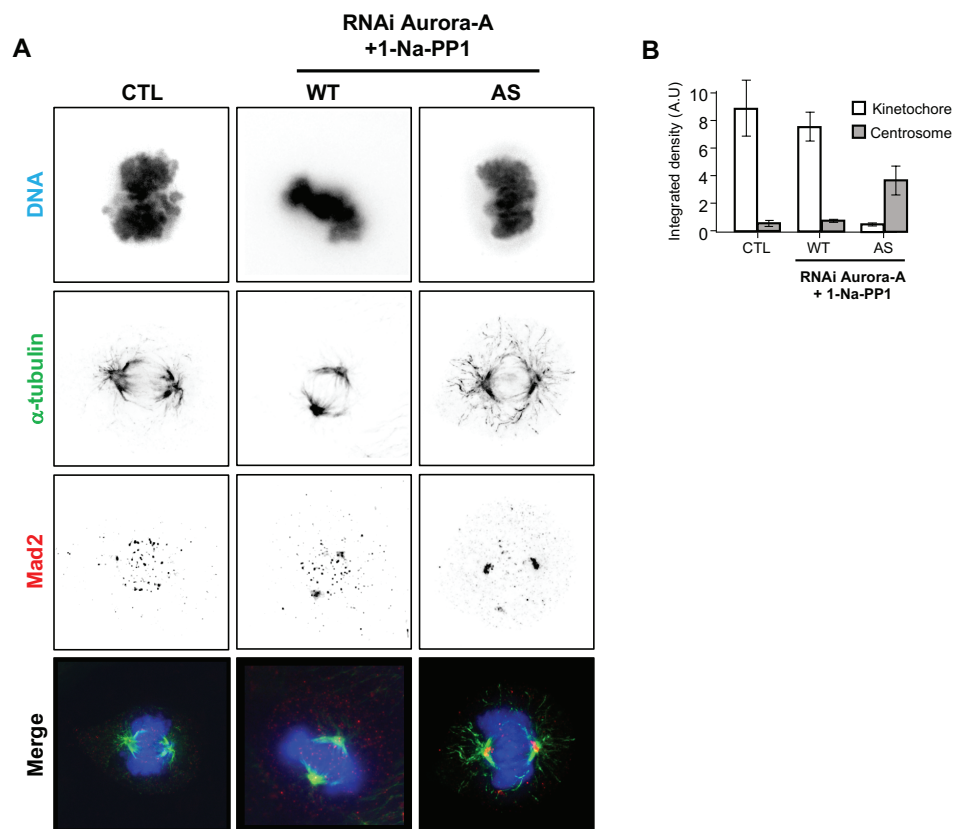 A
RNAi Aurora-A
+1-Na-PP1
CTL
WT
AS
DNA
α-tubulin
Mad2
Merge
B
Integrated density (A.U)
10
8
6
4
2
0
Kinetochore
Centrosome
CTL
WT
AS
RNAi Aurora-A
+ 1-Na-PP1